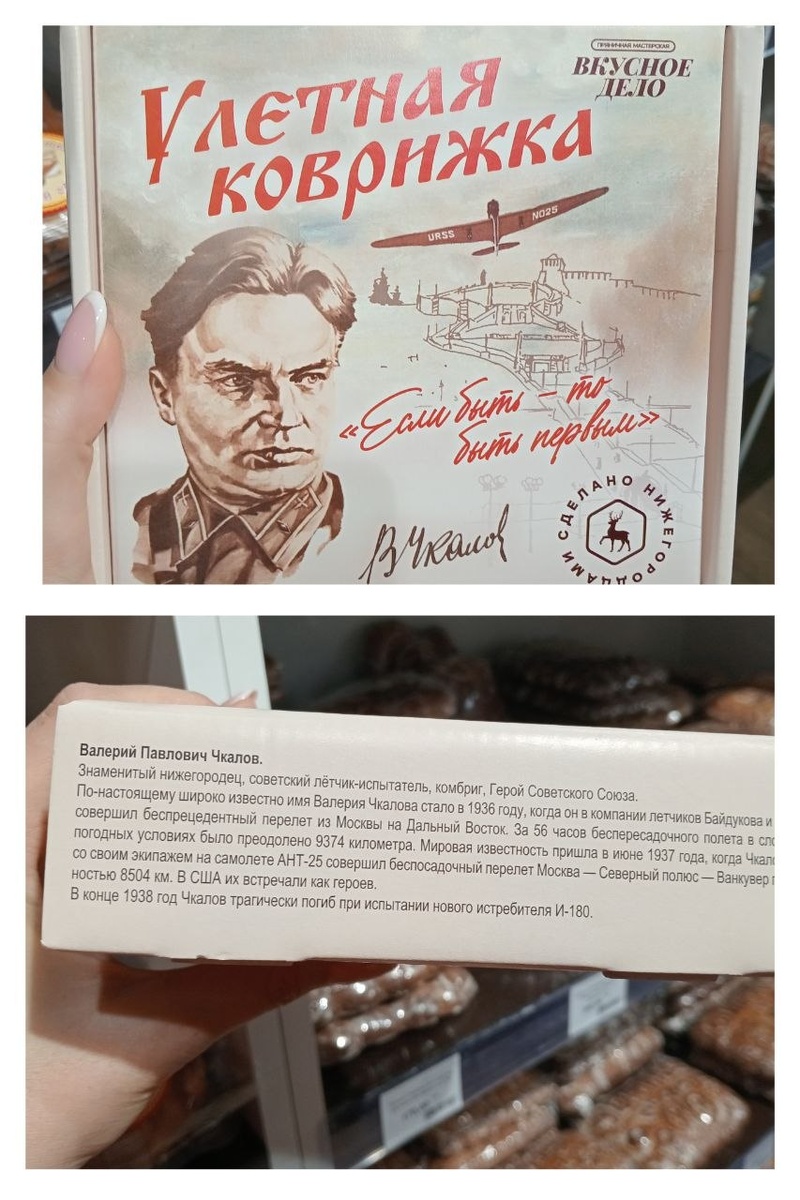 ПРЯНИЧНАЯ МАСТЕРСКАЯ
ВКУСНОЕ
ДЕЛО
УЛЕТНАЯ
КОВРИЖКА
URSS NO25
«Если быть – то
быть первым»
В Чкалов
СДЕЛАНО НИЖЕГОРОДЦАМИ
Валерий Павлович Чкалов.
Знаменитый нижегородец, советский лётчик-испытатель, комбриг, Герой Советского Союза.
По-настоящему широко известно имя Валерия Чкалова стало в 1936 году, когда он в компании летчиков Байдукова и
совершил беспрецедентный перелет из Москвы на Дальный Восток. За 56 часов беспересадочного полета в сло
погодных условиях было преодолено 9374 километра. Мировая известность пришла в июне 1937 года, когда Чкал
со своим экипажем на самолете АНТ-25 совершил беспосадочный перелет Москва — Северный полюс — Ванкувер
ностью 8504 км. В США их встречали как героев.
В конце 1938 год Чкалов трагически погиб при испытании нового истребителя И-180.